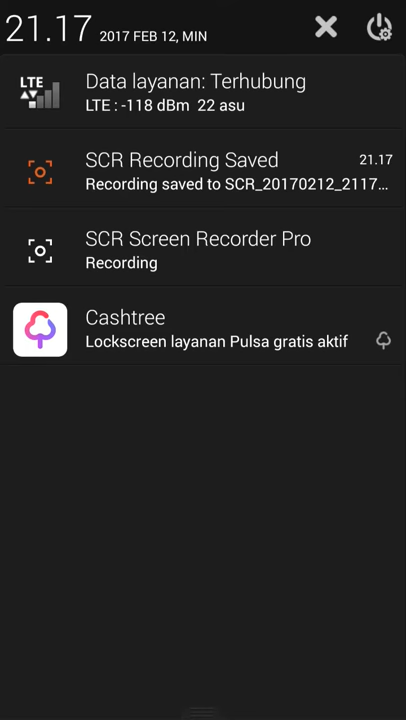 21.17 2017 FEB 12, MIN
LTE
Data layanan: Terhubung
LTE : -118 dBm 22 asu
SCR Recording Saved 21.17
Recording saved to SCR_20170212_2117...
SCR Screen Recorder Pro
Recording
Cashtree
Lockscreen layanan Pulsa gratis aktif